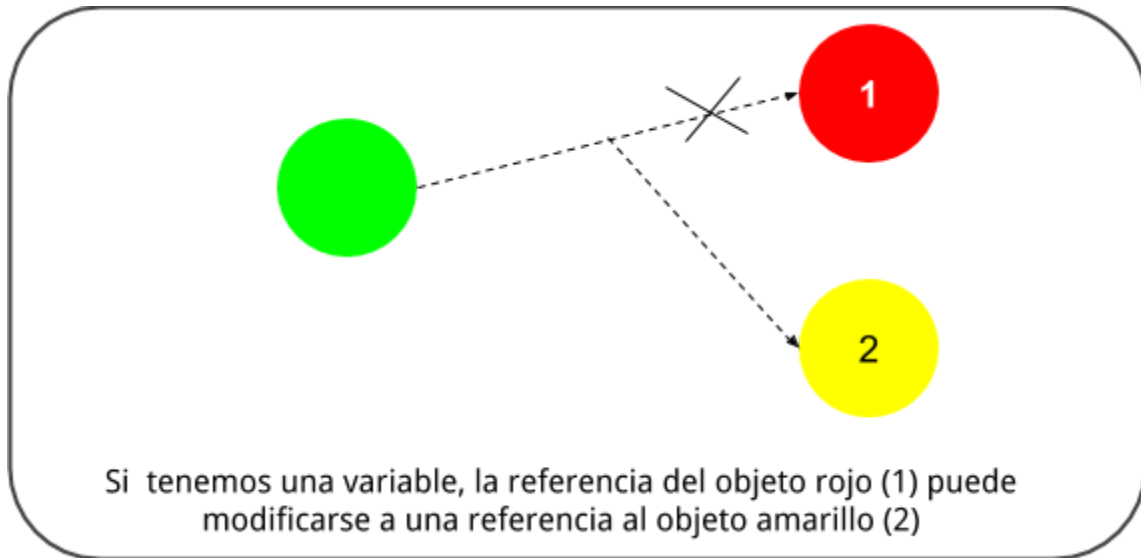 1
2
Si tenemos una variable, la referencia del objeto rojo (1) puede
modificarse a una referencia al objeto amarillo (2)